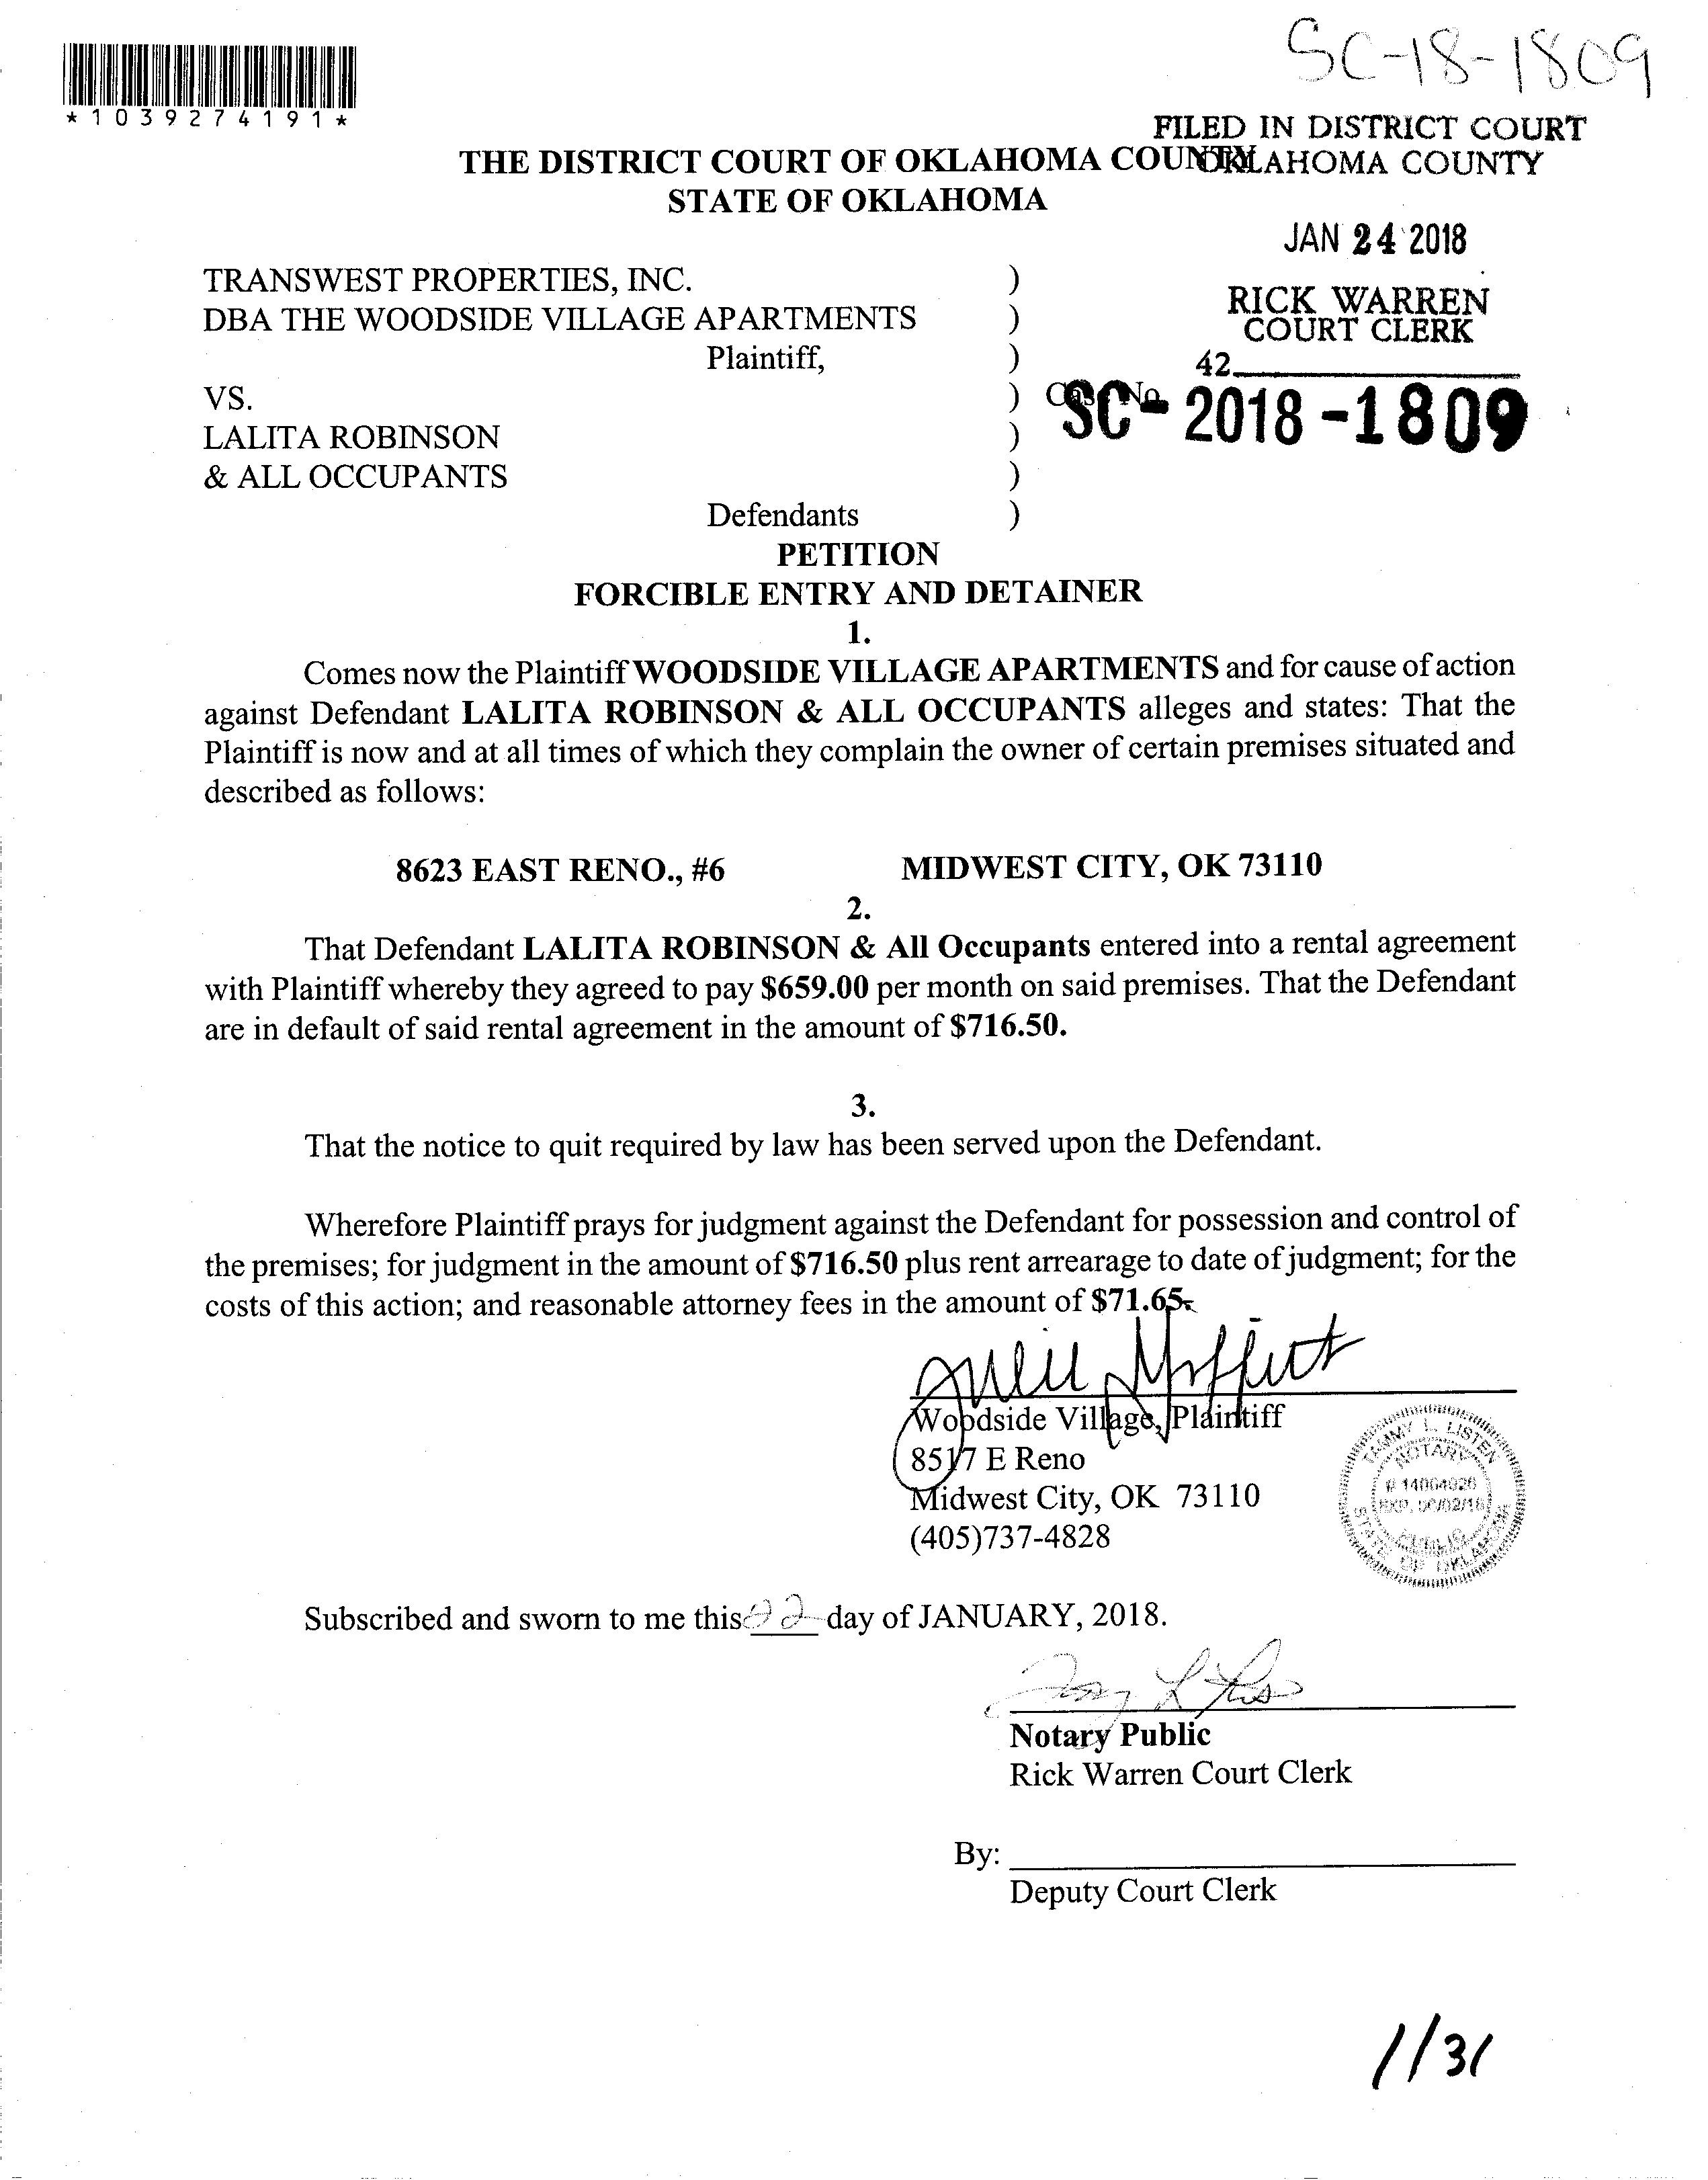 SC-18-1809
*1039274191*
FILED IN DISTRICT COURT
OKLAHOMA COUNTY
THE DISTRICT COURT OF OKLAHOMA COUNTY
STATE OF OKLAHOMA
JAN 24 2018
TRANSWEST PROPERTIES, INC. )
DBA THE WOODSIDE VILLAGE APARTMENTS )
RICK WARREN
COURT CLERK
Plaintiff, )
42
VS. ) Case No. SC-2018-1809
LALITA ROBINSON )
& ALL OCCUPANTS )
Defendants )
PETITION
FORCIBLE ENTRY AND DETAINER
1.
Comes now the Plaintiff WOODSIDE VILLAGE APARTMENTS and for cause of action
against Defendant LALITA ROBINSON & ALL OCCUPANTS alleges and states: That the
Plaintiff is now and at all times of which they complain the owner of certain premises situated and
described as follows:
8623 EAST RENO., #6 MIDWEST CITY, OK 73110
2.
That Defendant LALITA ROBINSON & All Occupants entered into a rental agreement
with Plaintiff whereby they agreed to pay $659.00 per month on said premises. That the Defendant
are in default of said rental agreement in the amount of $716.50.
3.
That the notice to quit required by law has been served upon the Defendant.
Wherefore Plaintiff prays for judgment against the Defendant for possession and control of
the premises; for judgment in the amount of $716.50 plus rent arrearage to date of judgment; for the
costs of this action; and reasonable attorney fees in the amount of $71.65.
Woodside Village, Plaintiff
8517 E Reno
Midwest City, OK 73110
(405)737-4828
TAMMY L. LISTEN
NOTARY
# 14004026
PUBLIC
STATE OF OKLAHOMA
Subscribed and sworn to me this 22 day of JANUARY, 2018.
Notary Public
Rick Warren Court Clerk
By:
Deputy Court Clerk
1/31